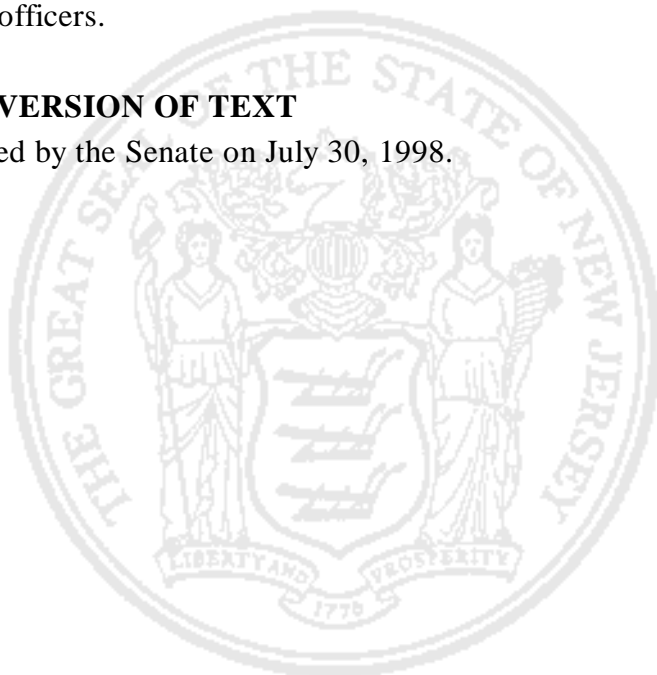 officers.
VERSION OF TEXT
ed by the Senate on July 30, 1998.
THE GREAT SEAL OF THE STATE OF NEW JERSEY
LIBERTY AND PROSPERITY
1776